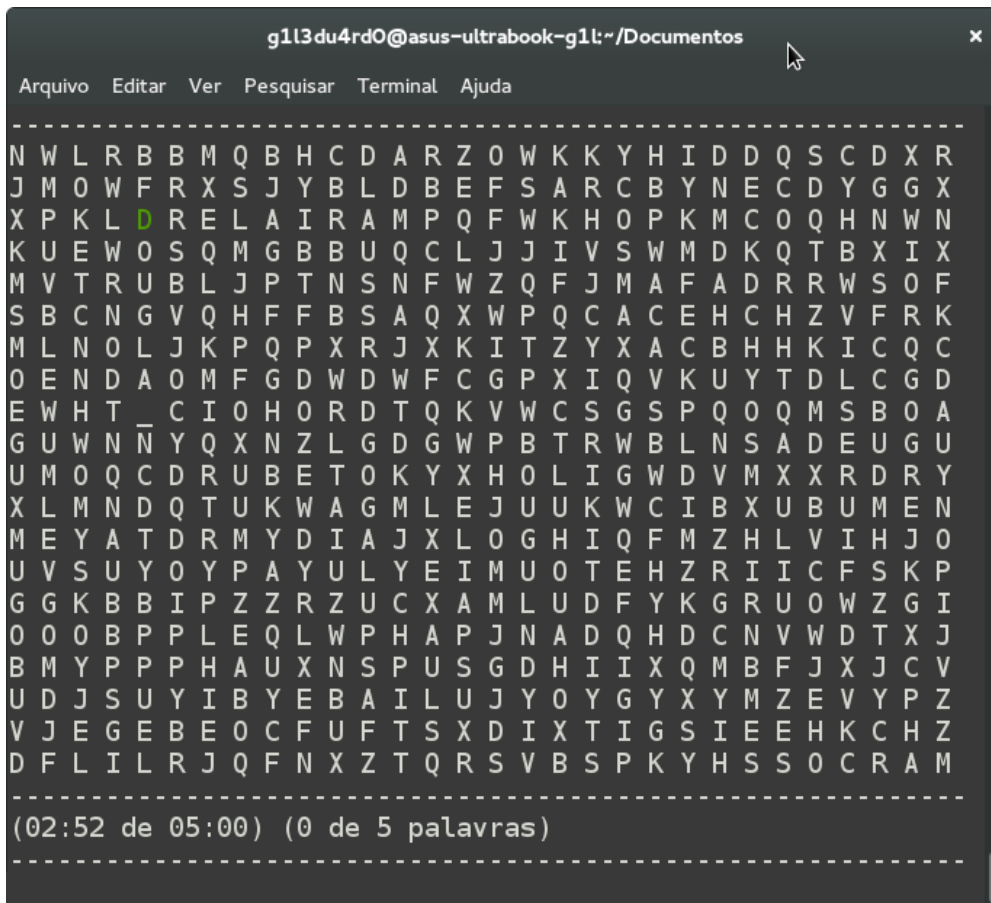 g1l3du4rdO@asus-ultrabook-g1l:~/Documentos ×
Arquivo Editar Ver Pesquisar Terminal Ajuda
------------------------------------------------------------
N W L R B B M Q B H C D A R Z O W K K Y H I D D Q S C D X R
J M O W F R X S J Y B L D B E F S A R C B Y N E C D Y G G X
X P K L D R E L A I R A M P Q F W K H O P K M C O Q H N W N
K U E W O S Q M G B B U Q C L J J I V S W M D K Q T B X I X
M V T R U B L J P T N S N F W Z Q F J M A F A D R R W S O F
S B C N G V Q H F F B S A Q X W P Q C A C E H C H Z V F R K
M L N O L J K P Q P X R J X K I T Z Y X A C B H H K I C Q C
O E N D A O M F G D W D W F C G P X I Q V K U Y T D L C G D
E W H T _ C I O H O R D T Q K V W C S G S P Q O Q M S B O A
G U W N Ñ Y Q X N Z L G D G W P B T R W B L N S A D E U G U
U M O Q C D R U B E T O K Y X H O L I G W D V M X X R D R Y
X L M N D Q T U K W A G M L E J U U K W C I B X U B U M E N
M E Y A T D R M Y D I A J X L O G H I Q F M Z H L V I H J O
U V S U Y O Y P A Y U L Y E I M U O T E H Z R I I C F S K P
G G K B B I P Z Z R Z U C X A M L U D F Y K G R U O W Z G I
O O O B P P L E Q L W P H A P J N A D Q H D C N V W D T X J
B M Y P P P H A U X N S P U S G D H I I X Q M B F J X J C V
U D J S U Y I B Y E B A I L U J Y O Y G Y X Y M Z E V Y P Z
V J E G E B E O C F U F T S X D I X T I G S I E E H K C H Z
D F L I L R J Q F N X Z T Q R S V B S P K Y H S S O C R A M
------------------------------------------------------------
(02:52 de 05:00) (0 de 5 palavras)
------------------------------------------------------------